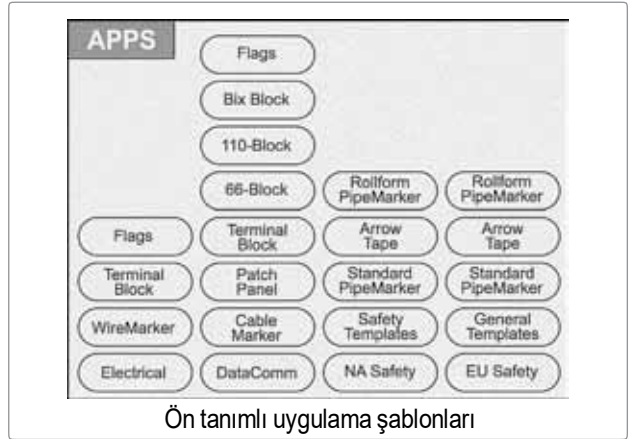 APPS
Flags
Bix Block
110-Block
66-Block
Rollform
PipeMarker
Rollform
PipeMarker
Flags
Terminal
Block
Arrow
Tape
Arrow
Tape
Terminal
Block
Patch
Panel
Standard
PipeMarker
Standard
PipeMarker
WireMarker
Cable
Marker
Safety
Templates
General
Templates
Electrical
DataComm
NA Safety
EU Safety
Ön tanımlı uygulama şablonları